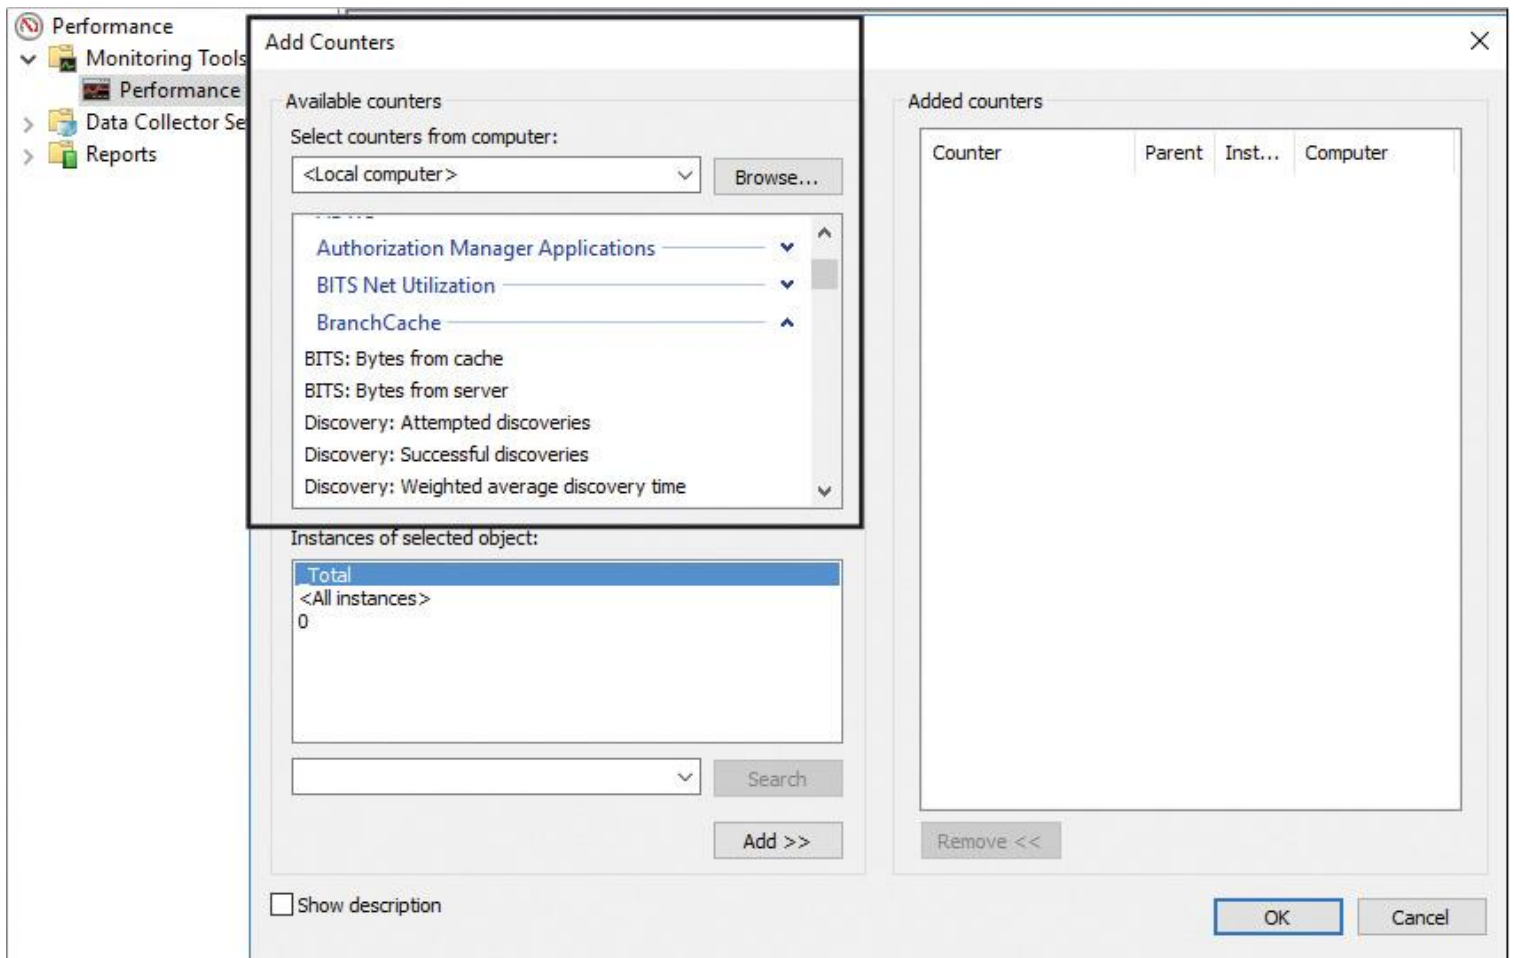 Performance
Monitoring Tools
Performance
Data Collector Se
Reports
Add Counters
Available counters
Select counters from computer:
<Local computer>
Browse...
Authorization Manager Applications
BITS Net Utilization
BranchCache
BITS: Bytes from cache
BITS: Bytes from server
Discovery: Attempted discoveries
Discovery: Successful discoveries
Discovery: Weighted average discovery time
Instances of selected object:
_Total
<All instances>
0
Search
Add >>
Show description
Added counters
Counter Parent Inst... Computer
Remove <<
OK
Cancel